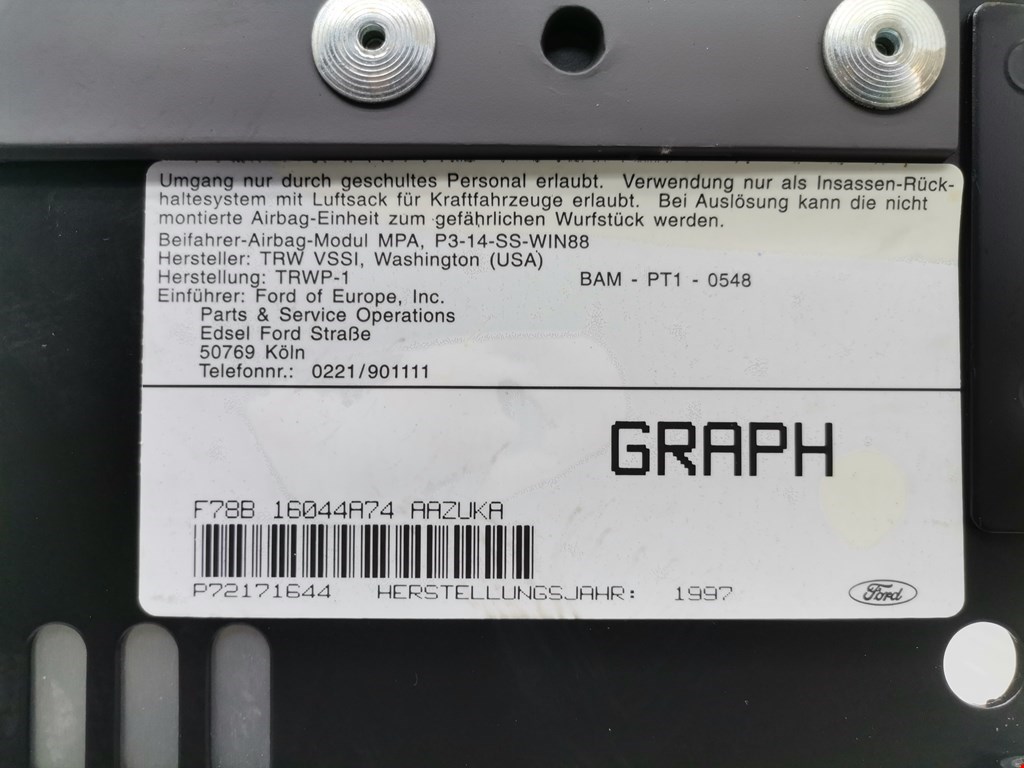 Umgang nur durch geschultes Personal erlaubt. Verwendung nur als Insassen-Rück-
haltesystem mit Luftsack für Kraftfahrzeuge erlaubt. Bei Auslösung kann die nicht
montierte Airbag-Einheit zum gefährlichen Wurfstück werden.
Beifahrer-Airbag-Modul MPA, P3-14-SS-WIN88
Hersteller: TRW VSSI, Washington (USA)
Herstellung: TRWP-1 BAM - PT1 - 0548
Einführer: Ford of Europe, Inc.
Parts & Service Operations
Edsel Ford Straße
50769 Köln
Telefonnr.: 0221/901111
GRAPH
F78B 16044A74 AAZUKA
P72171644 HERSTELLUNGSJAHR: 1997
Ford